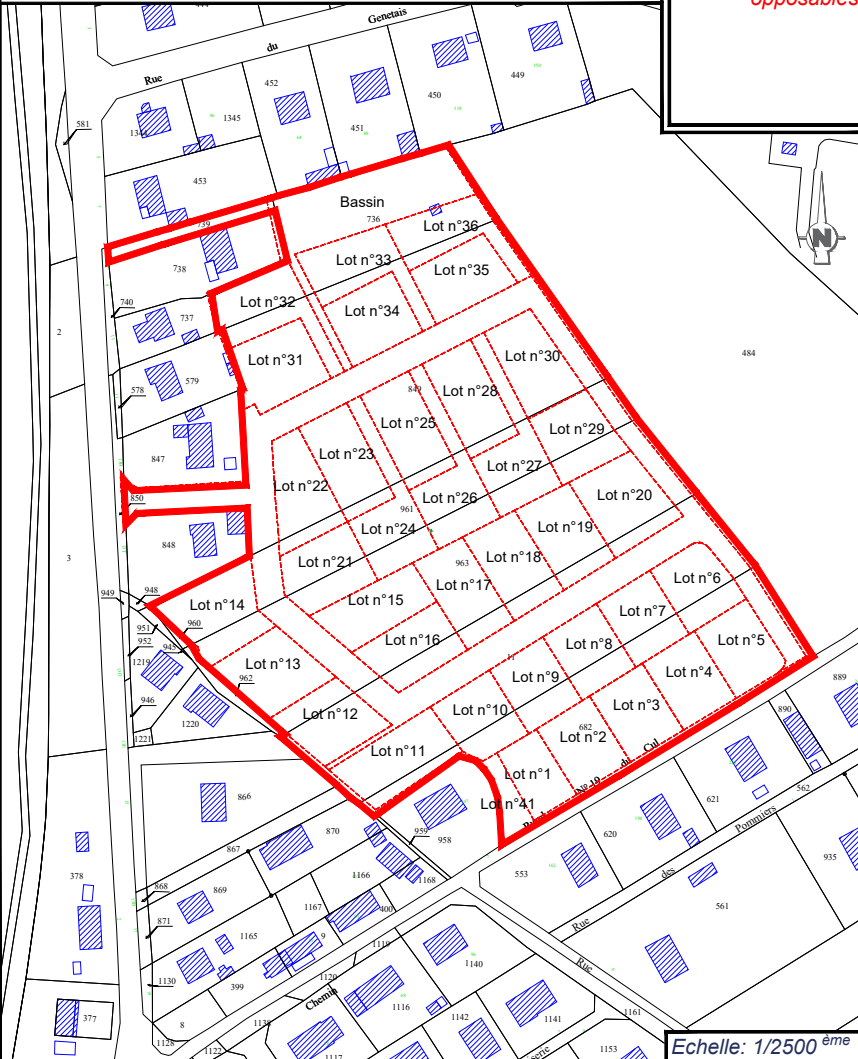 opposables
Genetais
du
Rue
452
450
449
581
1344
1345
451
453
Bassin
736
739
Lot n°36
Lot n°33
738
Lot n°35
740
Lot n°32
737
Lot n°34
2
484
Lot n°31
Lot n°30
579
578
Lot n°28
849
Lot n°25
Lot n°29
Lot n°23
847
Lot n°27
Lot n°22
Lot n°20
850
Lot n°26
961
Lot n°24
Lot n°19
848
3
Lot n°18
Lot n°21
963
Lot n°17
Lot n°6
949
948
Lot n°14
Lot n°15
Lot n°7
951
960
952
945
Lot n°16
Lot n°8
Lot n°5
1219
Lot n°13
Lot n°9
Lot n°4
962
889
946
Lot n°10
Lot n°3
890
1220
Lot n°12
682
1221
Lot n°2
du
Cul
Lot n°11
Lot n°1
N° 19
866
Lot n°41
562
621
Pommiers
870
959
958
620
867
935
553
des
378
868
869
1166
1168
561
871
1167
400
Rue
1165
9
1119
1140
Rue
1130
399
1120
Chemin
1116
1142
377
8
1141
1161
1128
1122
1117
1153
Echelle: 1/2500 ème
N